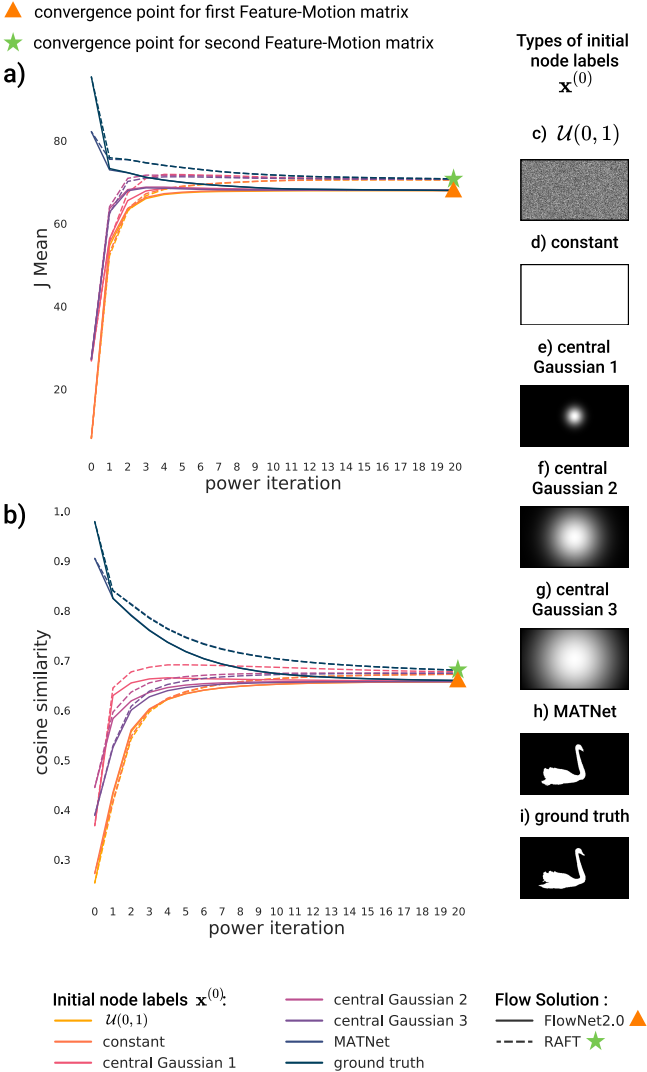 convergence point for first Feature-Motion matrix
convergence point for second Feature-Motion matrix
a)
80
60
40
20
J Mean
0 1 2 3 4 5 6 7 8 9 10 11 12 13 14 15 16 17 18 19 20
power iteration
b)
1.0
0.9
0.8
0.7
0.6
0.5
0.4
0.3
cosine similarity
0 1 2 3 4 5 6 7 8 9 10 11 12 13 14 15 16 17 18 19 20
power iteration
Types of initial
node labels
x^(0)
c) U(0, 1)
d) constant
e) central
Gaussian 1
f) central
Gaussian 2
g) central
Gaussian 3
h) MATNet
i) ground truth
Initial node labels x^(0):
U(0, 1)
constant
central Gaussian 1
central Gaussian 2
central Gaussian 3
MATNet
ground truth
Flow Solution :
FlowNet2.0
RAFT